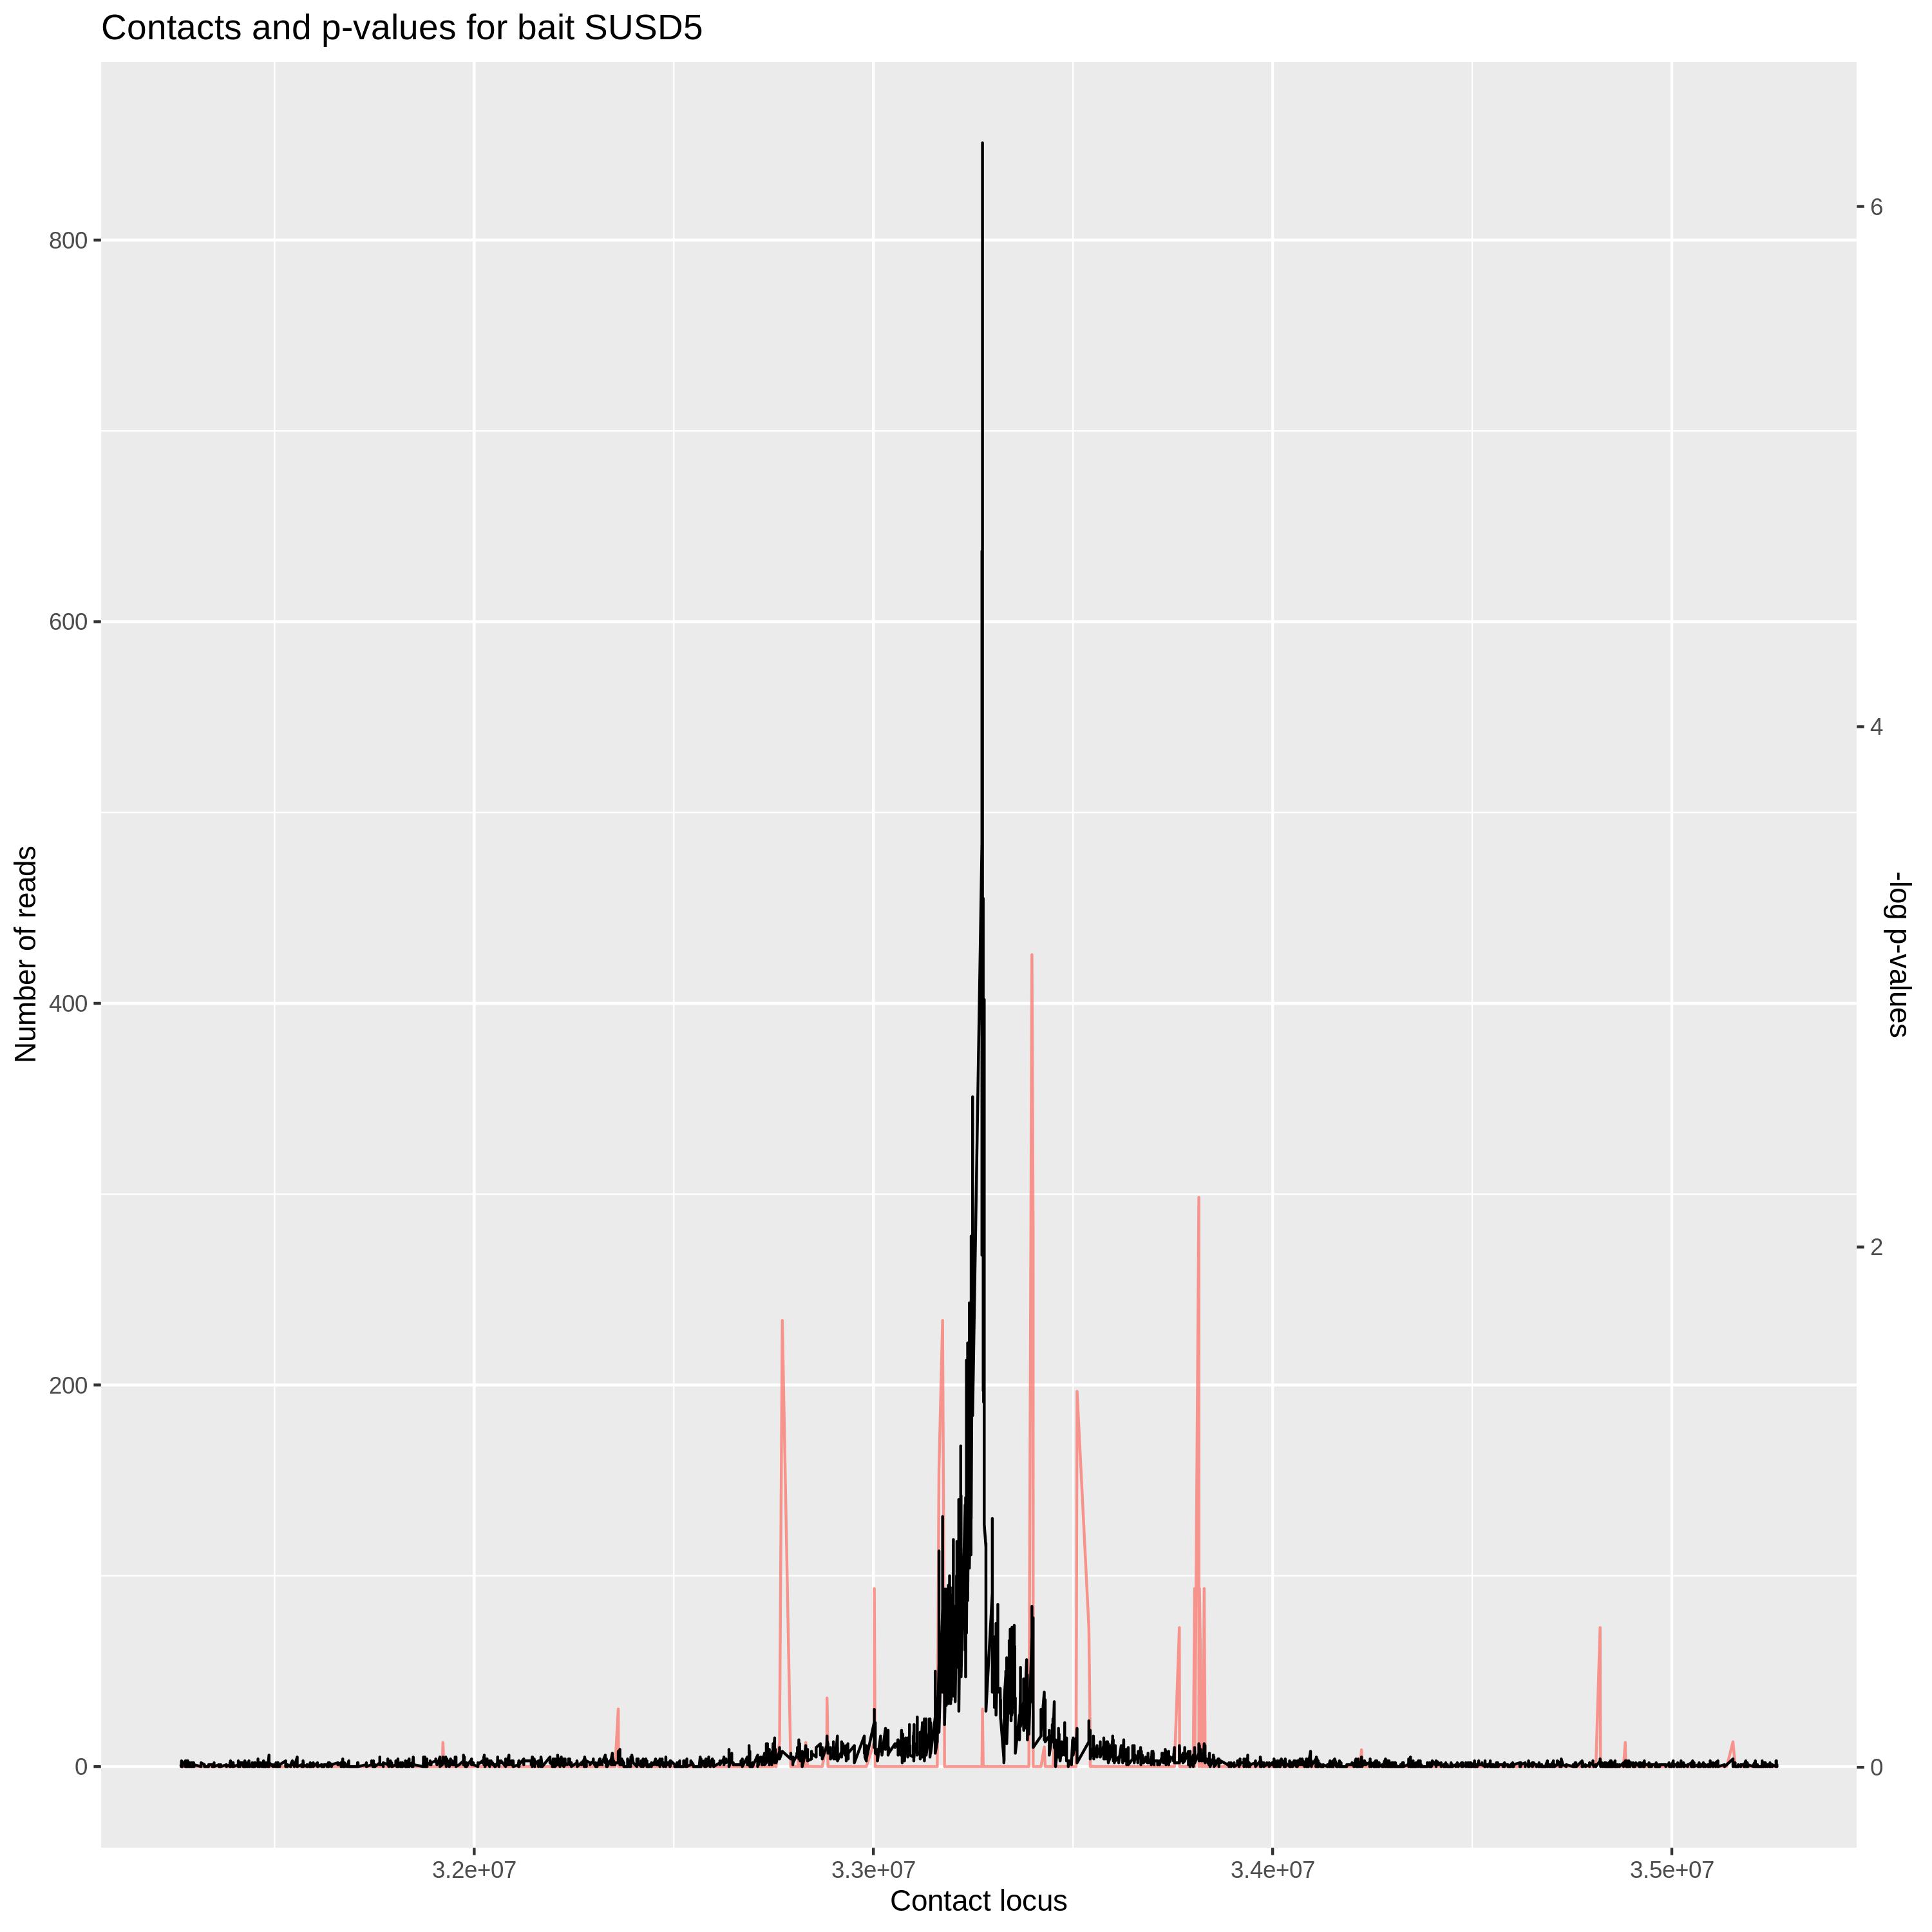 Contacts and p-values for bait SUSD5
800
600
400
200
0
6
4
2
0
Number of reads
-log p-values
3.2e+07
3.3e+07
3.4e+07
3.5e+07
Contact locus